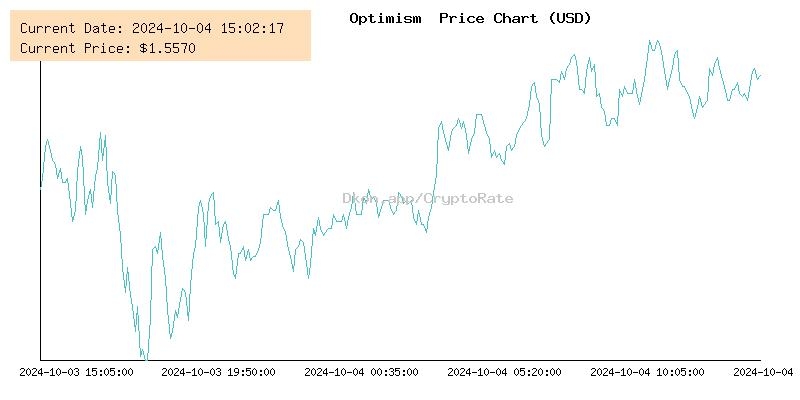 Optimism  Price Chart (USD)
Current Date: 2024-10-04 15:02:17
Current Price: $1.5570
Dken.app/CryptoRate
2024-10-03 15:05:00 2024-10-03 19:50:00 2024-10-04 00:35:00 2024-10-04 05:20:00 2024-10-04 10:05:00 2024-10-04